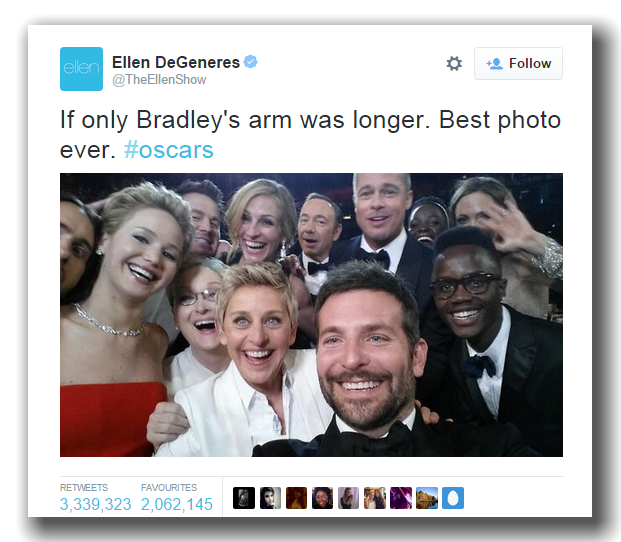 ellen
Ellen DeGeneres
@TheEllenShow
Follow
If only Bradley's arm was longer. Best photo
ever. #oscars
RETWEETS FAVOURITES
3,339,323 2,062,145